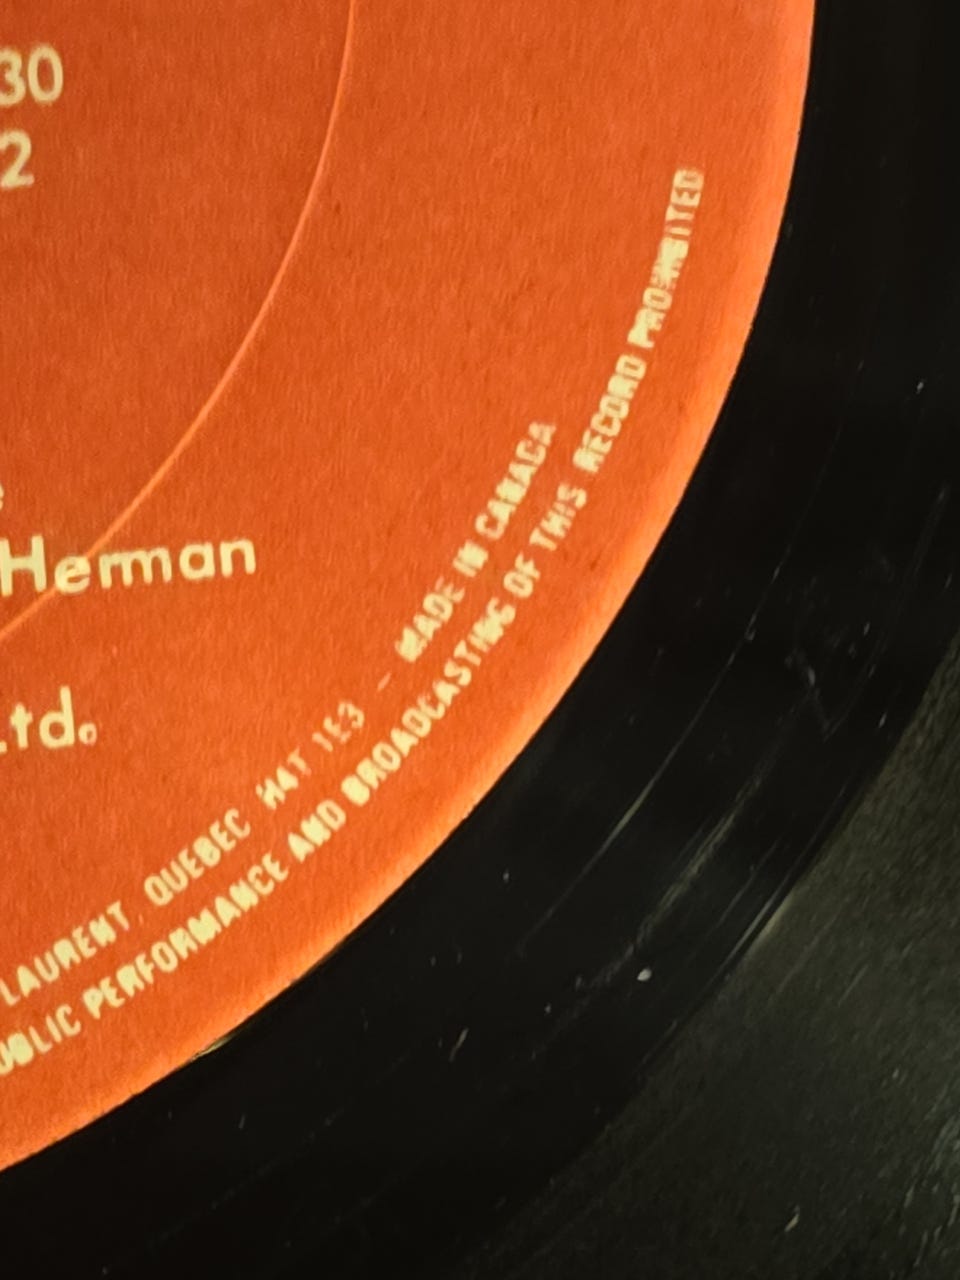 30
2
Herman
Ltd.
LAURENT, QUEBEC H4T 1E3 - MADE IN CANADA
PUBLIC PERFORMANCE AND BROADCASTING OF THIS RECORD PROHIBITED